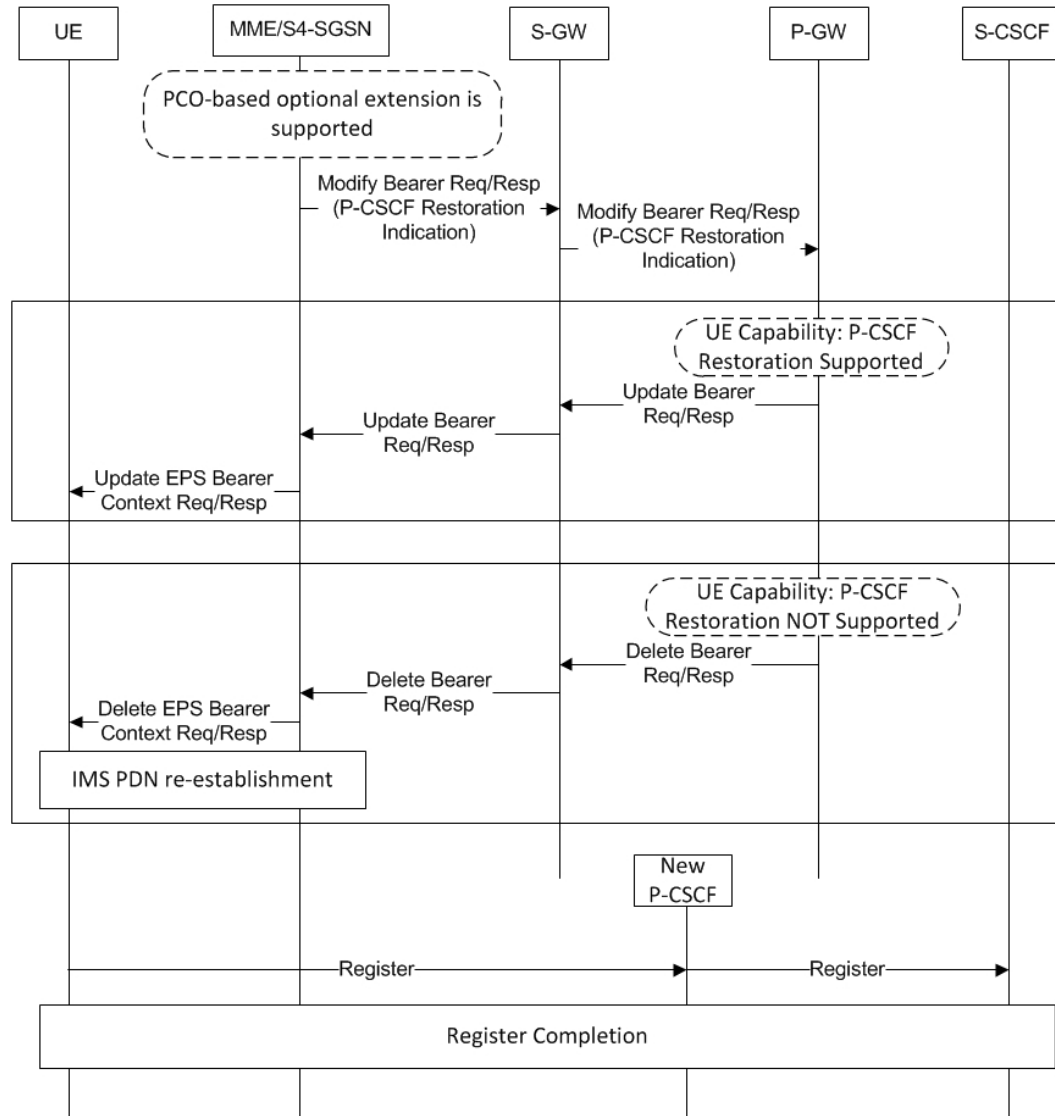 UE
MME/S4-SGSN
S-GW
P-GW
S-CSCF
PCO-based optional extension is
supported
Modify Bearer Req/Resp
(P-CSCF Restoration
Indication)
Modify Bearer Req/Resp
(P-CSCF Restoration
Indication)
UE Capability: P-CSCF
Restoration Supported
Update Bearer
Req/Resp
Update Bearer
Req/Resp
Update EPS Bearer
Context Req/Resp
UE Capability: P-CSCF
Restoration NOT Supported
Delete Bearer
Req/Resp
Delete Bearer
Req/Resp
Delete EPS Bearer
Context Req/Resp
IMS PDN re-establishment
New
P-CSCF
Register
Register
Register Completion